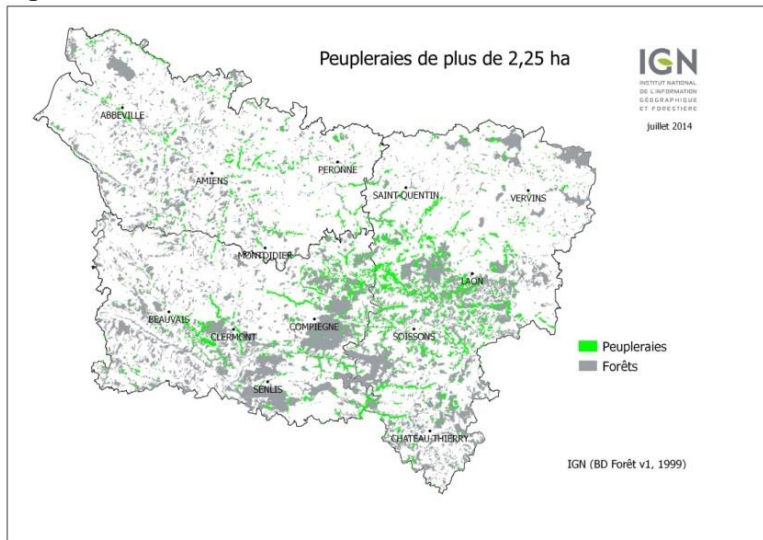 Peupleraies de plus de 2,25 ha
IGN
INSTITUT NATIONAL
DE L'INFORMATION
GÉOGRAPHIQUE
ET FORESTIÈRE
juillet 2014
ABBEVILLE
AMIENS
PERONNE
SAINT-QUENTIN
VERVINS
MONTDIDIER
LAON
BEAUVAIS
CLERMONT
COMPIEGNE
SOISSONS
SENLIS
CHATEAU-THIERRY
Peupleraies
Forêts
IGN (BD Forêt v1, 1999)